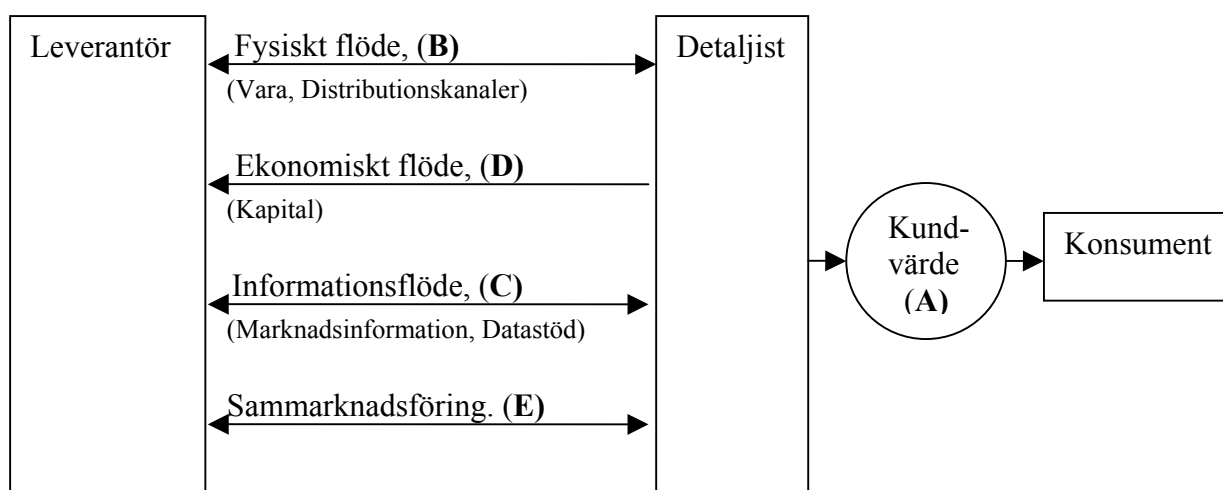 Leverantör
Fysiskt flöde, (B)
(Vara, Distributionskanaler)
Ekonomiskt flöde, (D)
(Kapital)
Informationsflöde, (C)
(Marknadsinformation, Datastöd)
Sammarknadsföring. (E)
Detaljist
Kund-
värde
(A)
Konsument